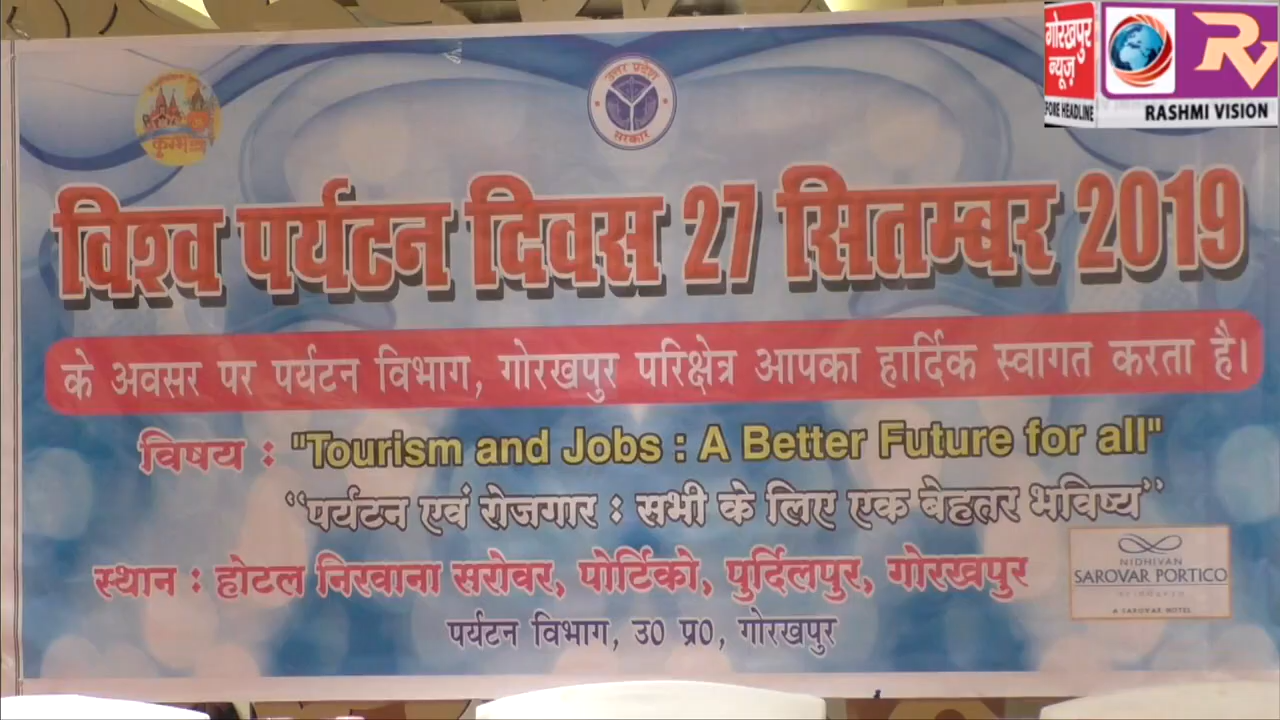 गोरखपुर
न्यूज़
FORE HEADLINE
RASHMI VISION
उत्तर प्रदेश
सरकार
कुम्भ
विश्व पर्यटन दिवस 27 सितम्बर 2019
के अवसर पर पर्यटन विभाग, गोरखपुर परिक्षेत्र आपका हार्दिक स्वागत करता है।
विषय : "Tourism and Jobs : A Better Future for all"
“पर्यटन एवं रोजगार : सभी के लिए एक बेहतर भविष्य”
स्थान : होटल निरवाना सरोवर, पोर्टिको, पुर्दिलपुर, गोरखपुर
NIDHIVAN
SAROVAR PORTICO
A SAROVAR HOTEL
पर्यटन विभाग, उ0 प्र0, गोरखपुर